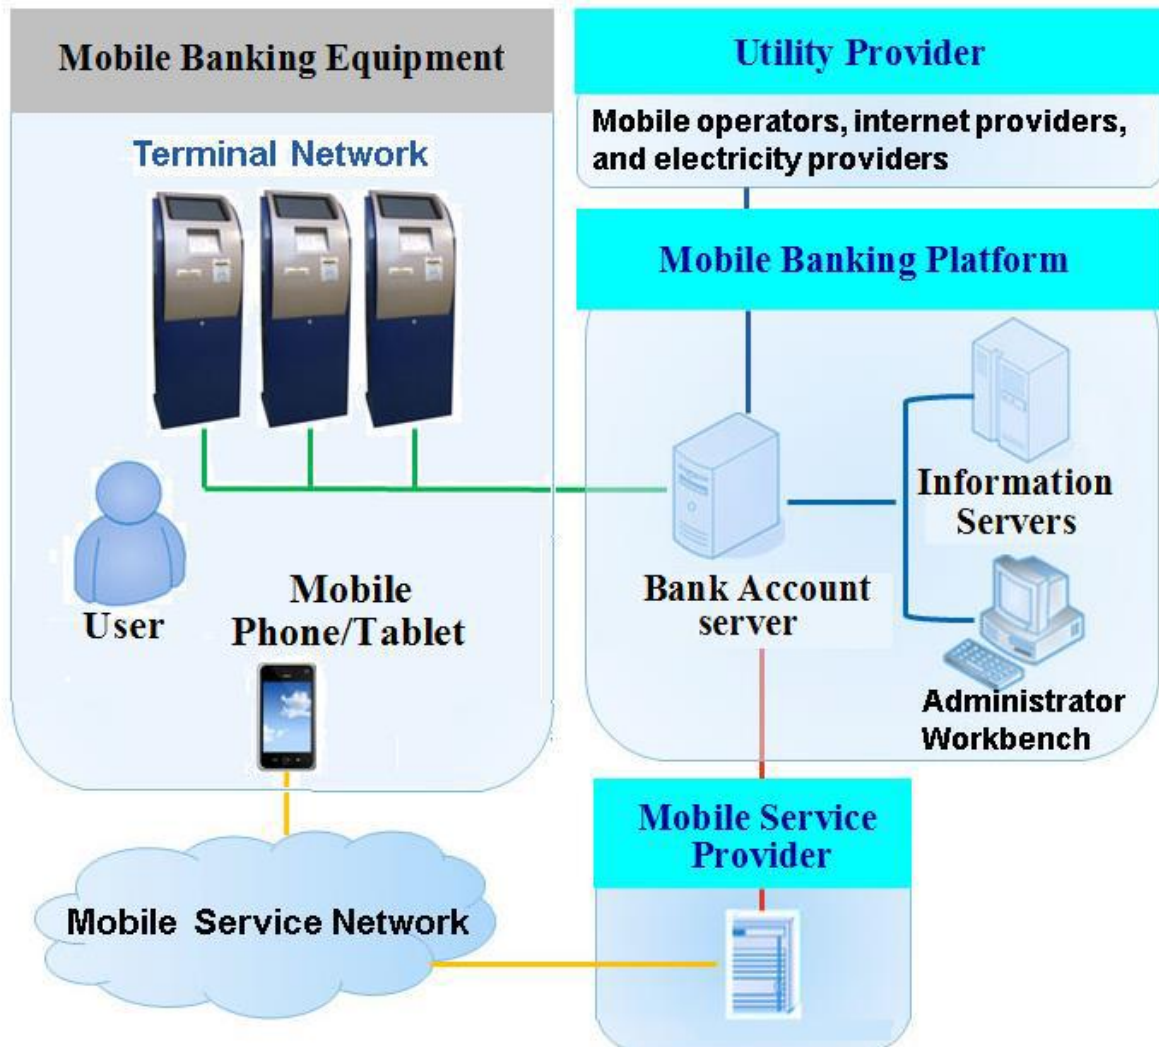 Mobile Banking Equipment
Terminal Network
User
Mobile
Phone/Tablet
Mobile Service Network
Utility Provider
Mobile operators, internet providers,
and electricity providers
Mobile Banking Platform
Information
Servers
Bank Account
server
Administrator
Workbench
Mobile Service
Provider